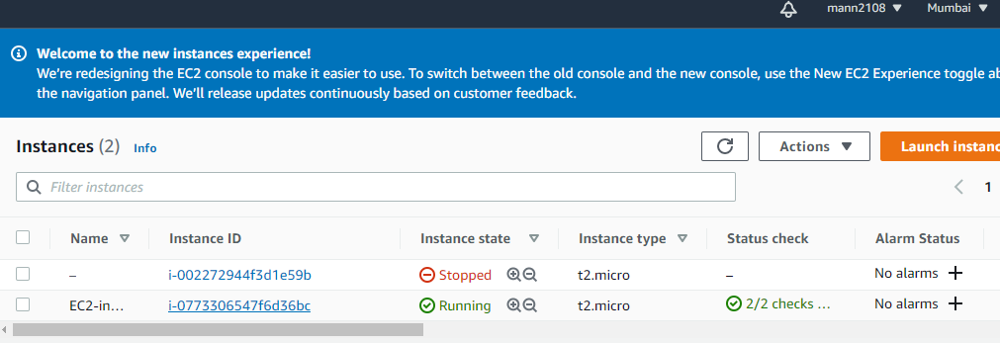 mann2108 Mumbai
Welcome to the new instances experience!
We're redesigning the EC2 console to make it easier to use. To switch between the old console and the new console, use the New EC2 Experience toggle ab
the navigation panel. We'll release updates continuously based on customer feedback.
Instances (2) Info Actions Launch instanc
Filter instances 1
Name Instance ID Instance state Instance type Status check Alarm Status
– i-002272944f3d1e59b Stopped t2.micro – No alarms +
EC2-in... i-0773306547f6d36bc Running t2.micro 2/2 checks ... No alarms +